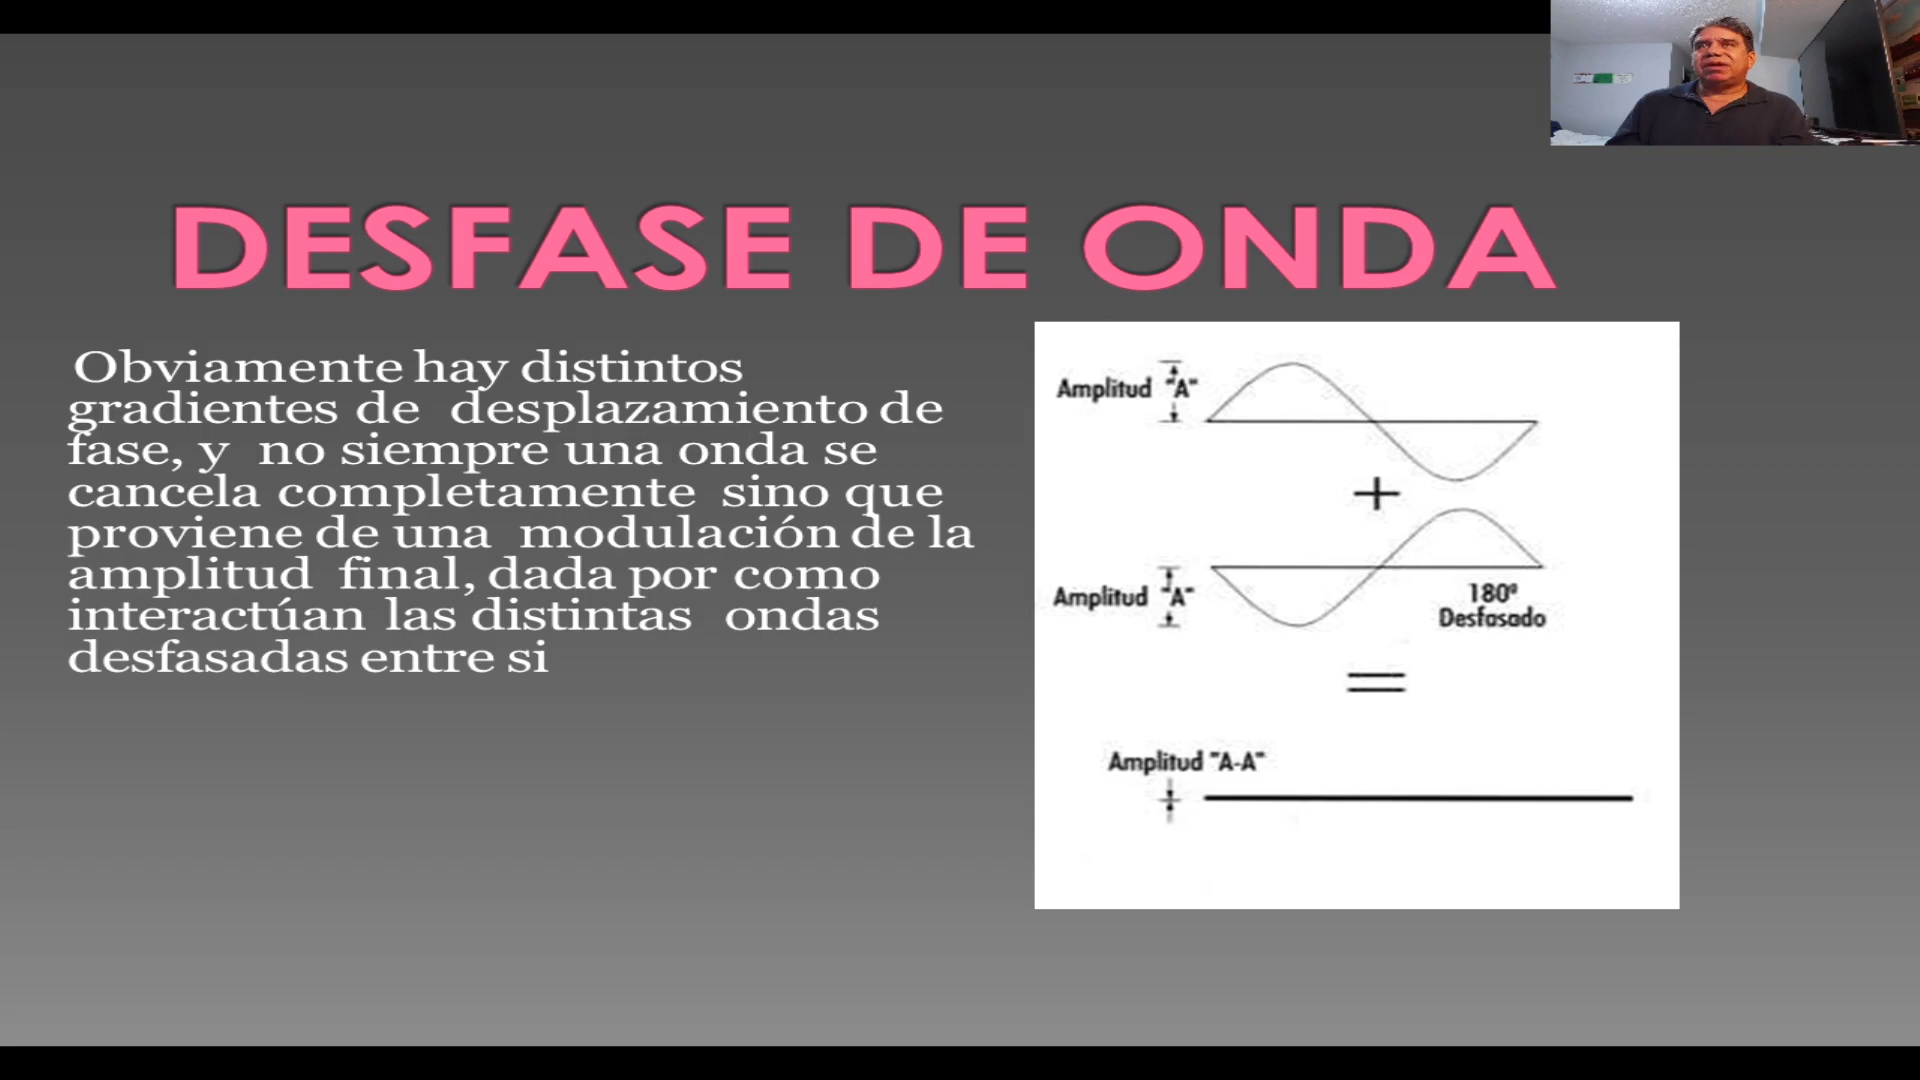 DESFASE DE ONDA
Obviamente hay distintos
gradientes de desplazamiento de
fase, y no siempre una onda se
cancela completamente sino que
proviene de una modulación de la
amplitud final, dada por como
interactúan las distintas ondas
desfasadas entre si
Amplitud "A"
+
Amplitud "A"
180º
Desfasado
=
Amplitud "A-A"